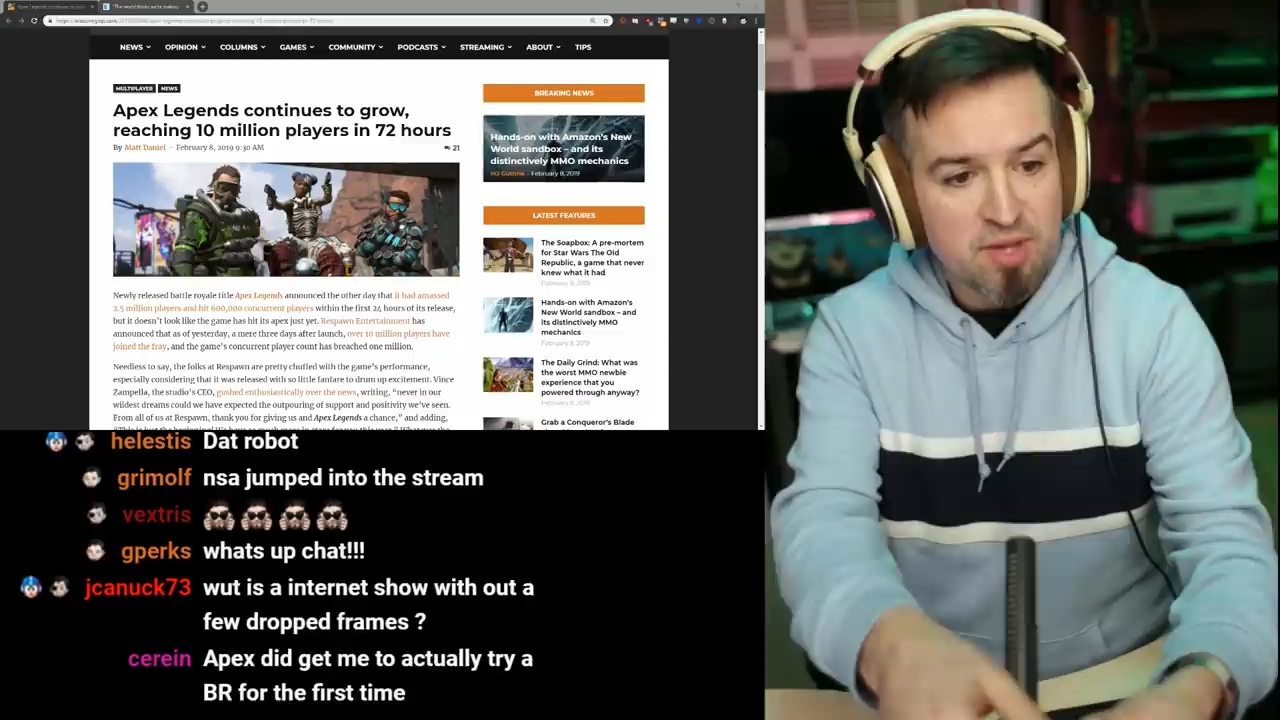 NEWS OPINION COLUMNS GAMES COMMUNITY PODCASTS STREAMING ABOUT TIPS
MULTIPLAYER NEWS
Apex Legends continues to grow,
reaching 10 million players in 72 hours
By Matt Daniel - February 8, 2019 9:30 AM
21
Newly released battle royale title Apex Legends announced the other day that it had amassed
2.5 million players and hit 600,000 concurrent players within the first 24 hours of its release,
but it doesn't look like the game has hit its apex just yet. Respawn Entertainment has
announced that as of yesterday, a mere three days after launch, over 10 million players have
joined the fray, and the game's concurrent player count has breached one million.
Needless to say, the folks at Respawn are pretty chuffed with the game's performance,
especially considering that it was released with so little fanfare to drum up excitement. Vince
Zampella, the studio's CEO, gushed enthusiastically over the news, writing, "never in our
wildest dreams could we have expected the outpouring of support and positivity we've seen.
From all of us at Respawn, thank you for giving us and Apex Legends a chance," and adding,
BREAKING NEWS
Hands-on with Amazon's New
World sandbox – and its
distinctively MMO mechanics
MJ Guthrie - February 8, 2019
LATEST FEATURES
The Soapbox: A pre-mortem
for Star Wars The Old
Republic, a game that never
knew what it had
February 8, 2019
Hands-on with Amazon's
New World sandbox – and
its distinctively MMO
mechanics
February 8, 2019
The Daily Grind: What was
the worst MMO newbie
experience that you
powered through anyway?
February 8, 2019
Grab a Conqueror's Blade
helestis Dat robot
grimolf nsa jumped into the stream
vextris
gperks whats up chat!!!
jcanuck73 wut is a internet show with out a
few dropped frames ?
cerein Apex did get me to actually try a
BR for the first time